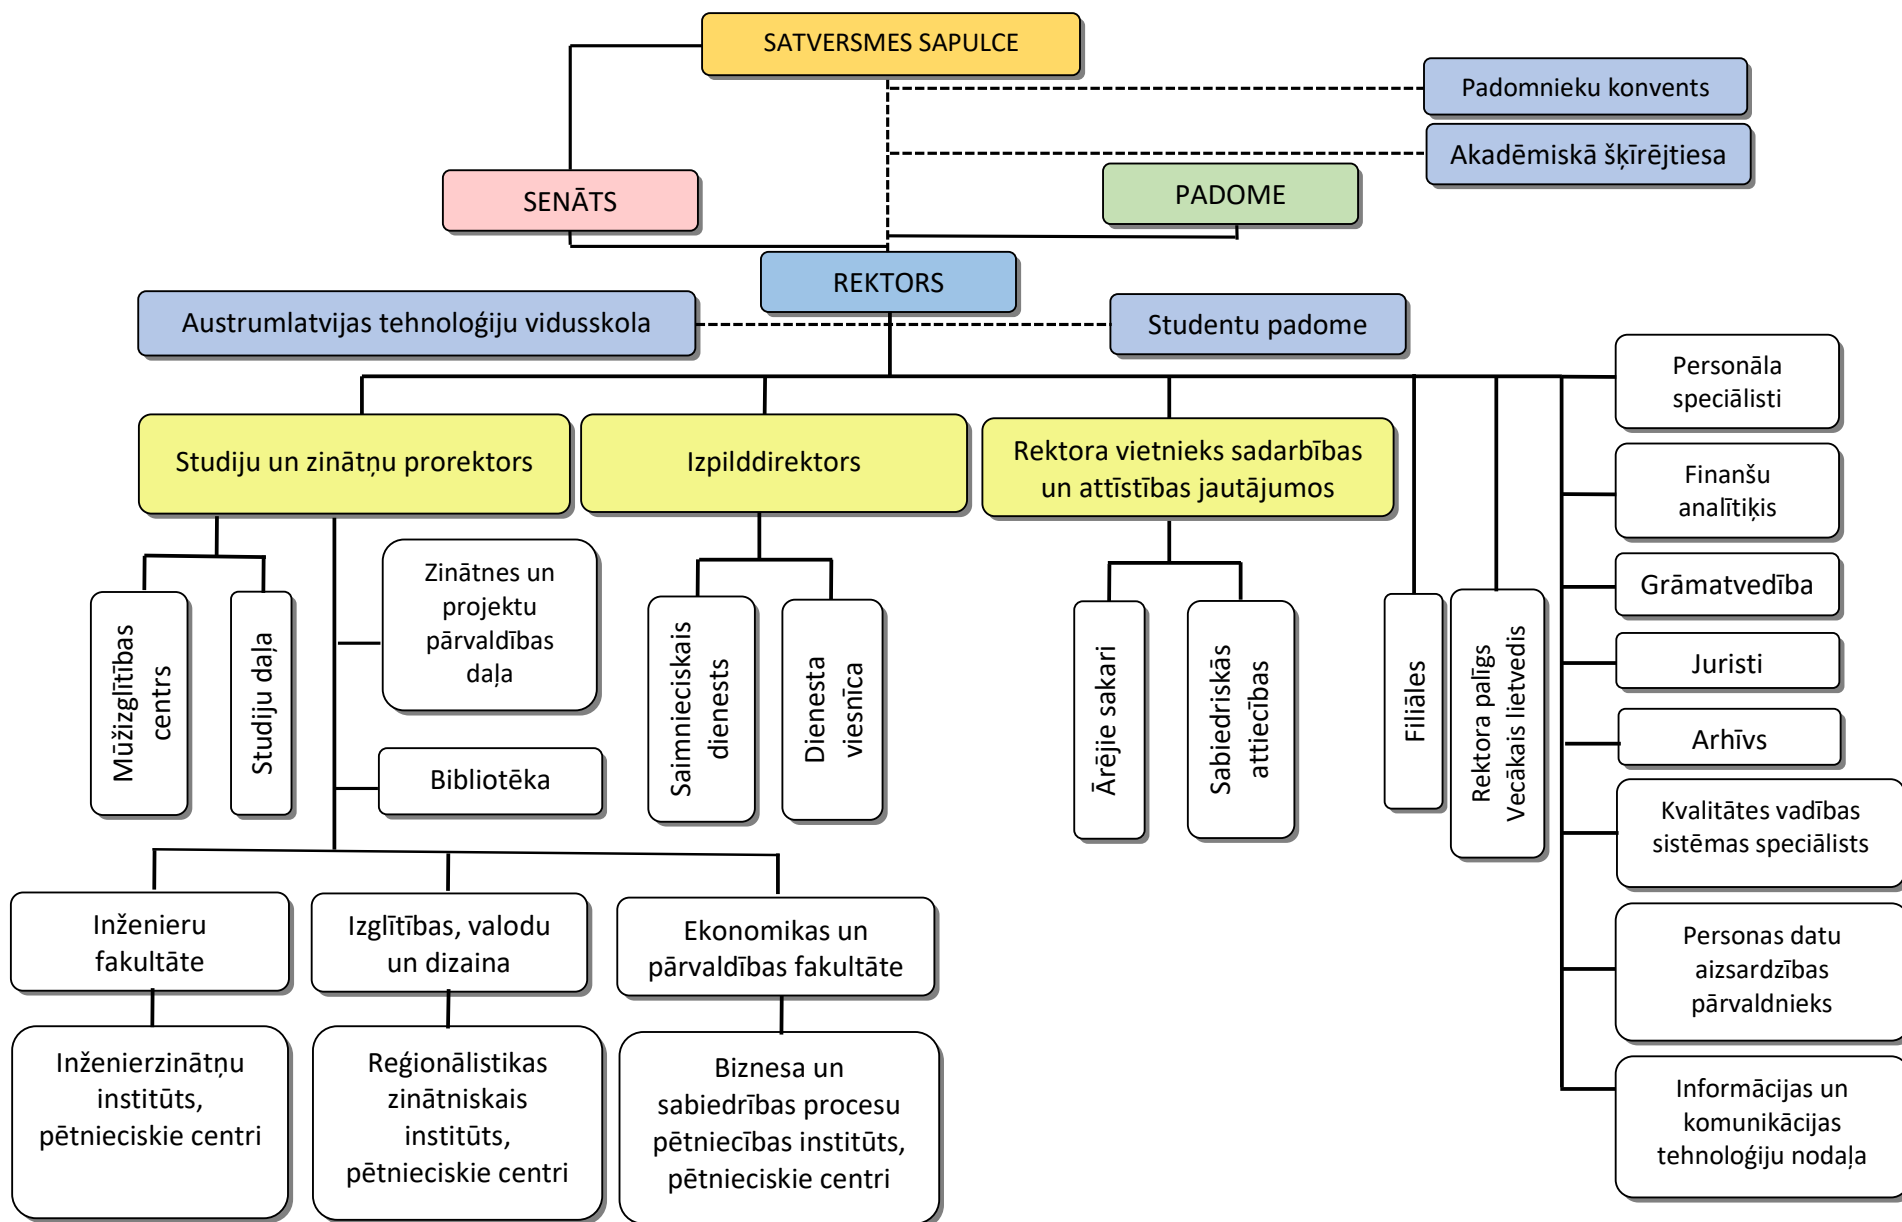 SATVERSMES SAPULCE
Padomnieku konvents
Akadēmiskā šķīrējtiesa
SENĀTS
PADOME
REKTORS
Austrumlatvijas tehnoloģiju vidusskola
Studentu padome
Personāla
speciālisti
Studiju un zinātņu prorektors
Izpilddirektors
Rektora vietnieks sadarbības
un attīstības jautājumos
Finanšu
analītiķis
Grāmatvedība
Juristi
Arhīvs
Kvalitātes vadības
sistēmas speciālists
Personas datu
aizsardzības
pārvaldnieks
Informācijas un
komunikācijas
tehnoloģiju nodaļa
Mūžizglītības
centrs
Studiju daļa
Zinātnes un
projektu
pārvaldības
daļa
Bibliotēka
Saimnieciskais
dienests
Dienesta
viesnīca
Ārējie sakari
Sabiedriskās
attiecības
Filiāles
Rektora palīgs
Vecākais lietvedis
Inženieru
fakultāte
Izglītības, valodu
un dizaina
Ekonomikas un
pārvaldības fakultāte
Inženierzinātņu
institūts,
pētnieciskie centri
Reģionālistikas
zinātniskais
institūts,
pētnieciskie centri
Biznesa un
sabiedrības procesu
pētniecības institūts,
pētnieciskie centri